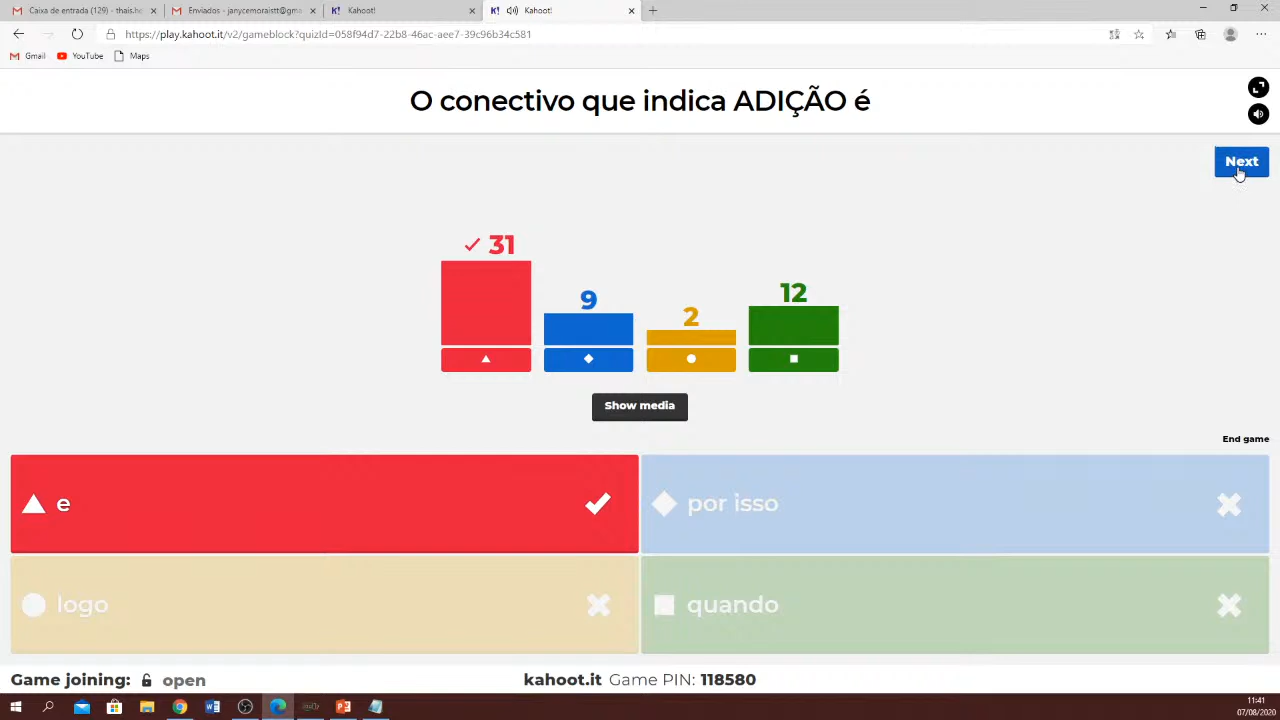 Caixa de entrada (129) - thais.h
Enviados - janycemoraistt@gma
Kahoot!
Kahoot!
https://play.kahoot.it/v2/gameblock?quizId=058f94d7-22b8-46ac-aee7-39c96b34c581
Gmail
YouTube
Maps
O conectivo que indica ADIÇÃO é
Next
31
9
2
12
Show media
End game
e
por isso
logo
quando
Game joining: open
kahoot.it Game PIN: 118580
11:41
07/08/2020